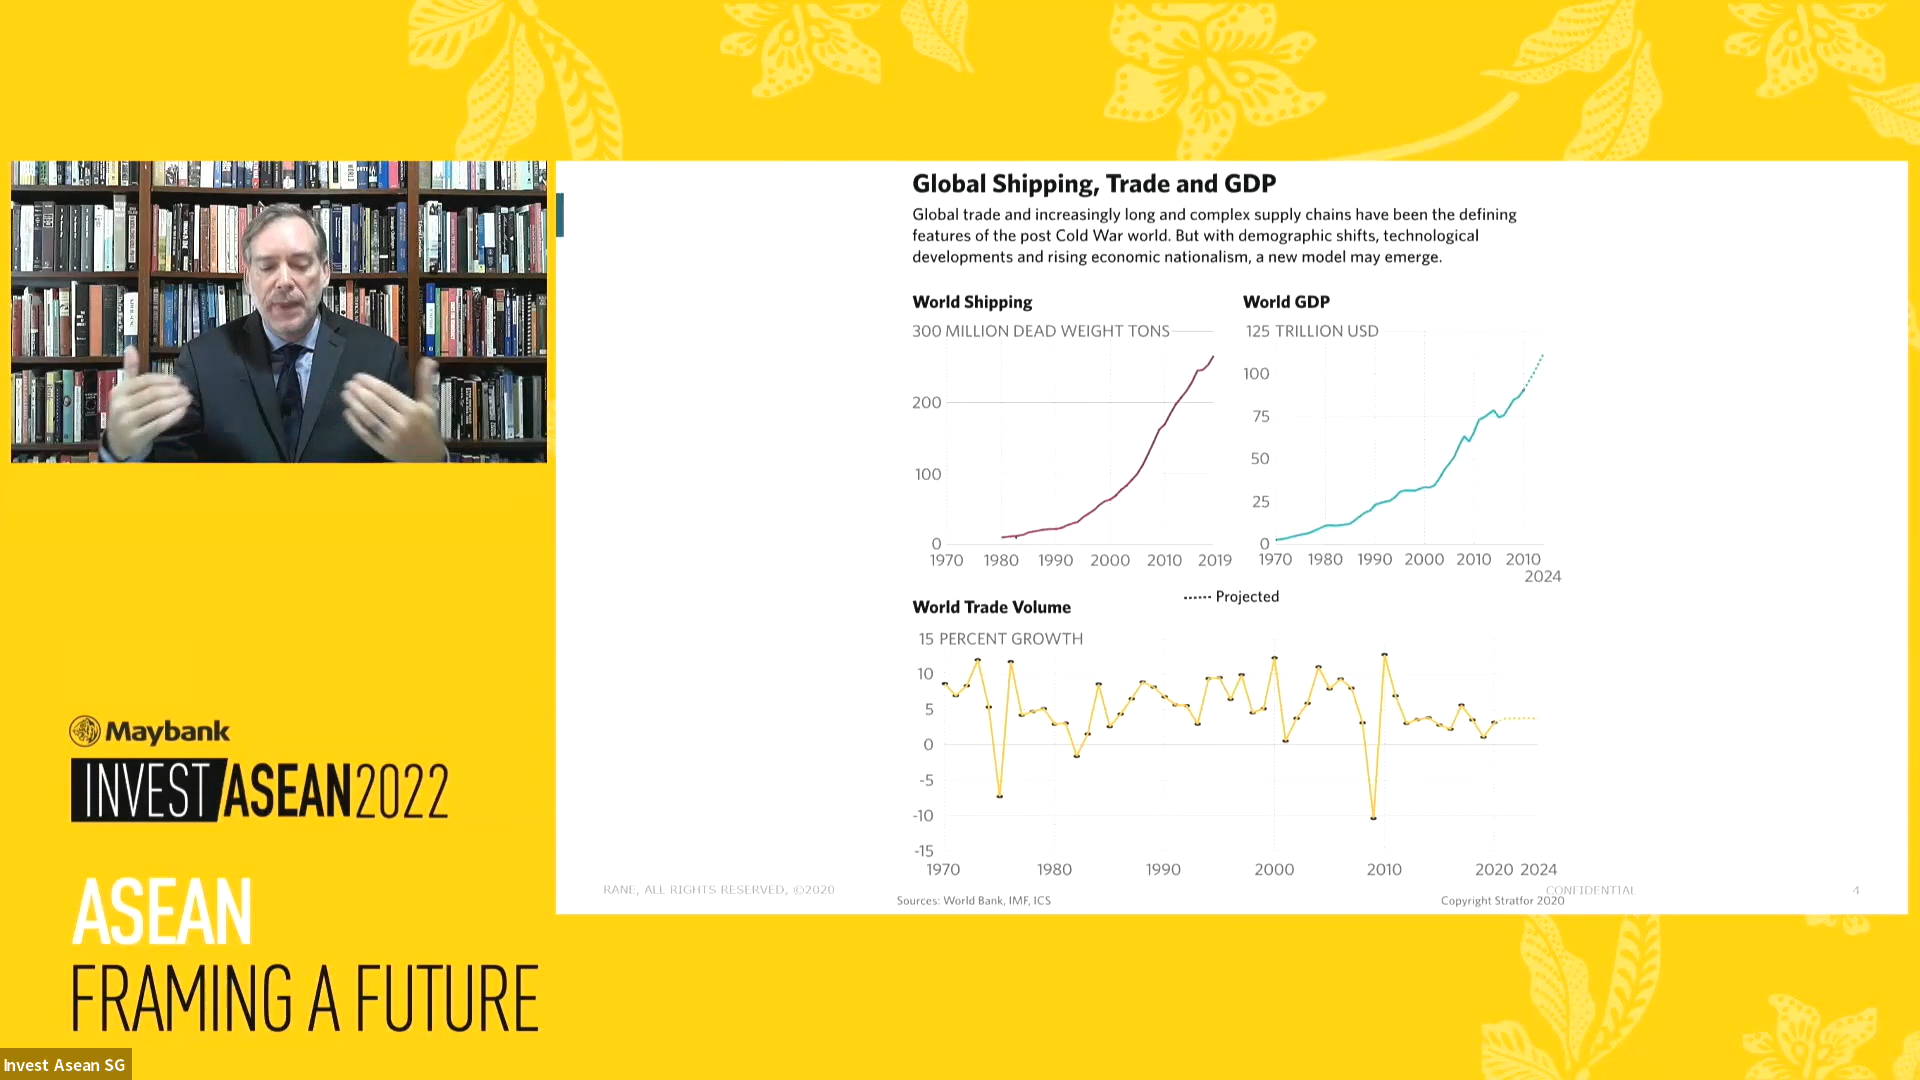 Global Shipping, Trade and GDP
Global trade and increasingly long and complex supply chains have been the defining
features of the post Cold War world. But with demographic shifts, technological
developments and rising economic nationalism, a new model may emerge.
World Shipping
300 MILLION DEAD WEIGHT TONS
200
100
0
1970 1980 1990 2000 2010 2019
World GDP
125 TRILLION USD
100
75
50
25
0
1970 1980 1990 2000 2010
2024
Projected
World Trade Volume
15 PERCENT GROWTH
10
5
0
-5
-10
-15
1970 1980 1990 2000 2010 2020 2024
RANE, ALL RIGHTS RESERVED, ©2020
CONFIDENTIAL
4
Sources: World Bank, IMF, ICS
Copyright Stratfor 2020
Maybank
INVEST ASEAN 2022
ASEAN
FRAMING A FUTURE
Invest Asean SG